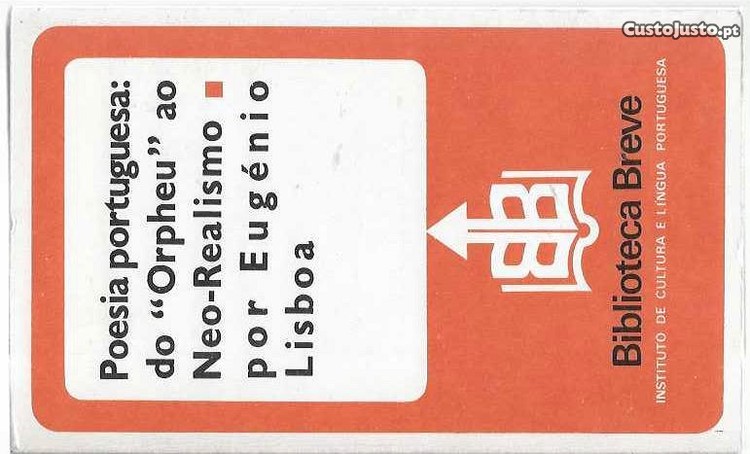 CustoJusto.pt
Poesia portuguesa:
do "Orpheu" ao
Neo-Realismo ■
por Eugénio
Lisboa
BB
Biblioteca Breve
INSTITUTO DE CULTURA E LÍNGUA PORTUGUESA